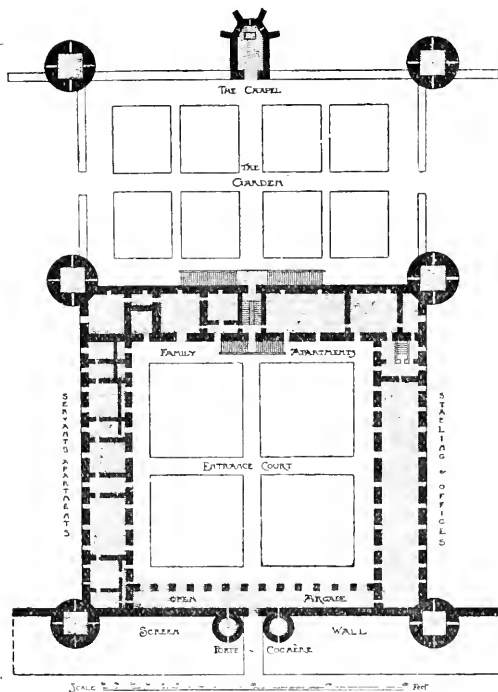 THE CHAPEL
THE
GARDEN
FAMILY APARTMENTS
SERVANTS APARTMENTS
STABLING & OFFICES
ENTRANCE COURT
OPEN ARCADE
SCREEN WALL
PORTE COCHÈRE
SCALE FEET